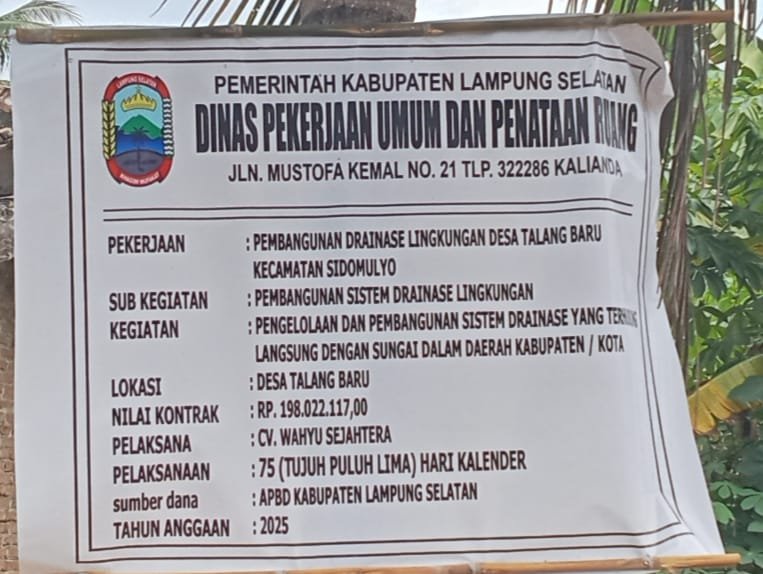 LAMPUNG SELATAN
PEMERINTAH KABUPATEN LAMPUNG SELATAN
DINAS PEKERJAAN UMUM DAN PENATAAN RUANG
JLN. MUSTOFA KEMAL NO. 21 TLP. 322286 KALIANDA
PEKERJAAN : PEMBANGUNAN DRAINASE LINGKUNGAN DESA TALANG BARU
KECAMATAN SIDOMULYO
SUB KEGIATAN : PEMBANGUNAN SISTEM DRAINASE LINGKUNGAN
KEGIATAN : PENGELOLAAN DAN PEMBANGUNAN SISTEM DRAINASE YANG
LANGSUNG DENGAN SUNGAI DALAM DAERAH KABUPATEN / KOTA
LOKASI : DESA TALANG BARU
NILAI KONTRAK : RP. 198.022.117,00
PELAKSANA : CV. WAHYU SEJAHTERA
PELAKSANAAN : 75 (TUJUH PULUH LIMA) HARI KALENDER
sumber dana : APBD KABUPATEN LAMPUNG SELATAN
TAHUN ANGGAAN : 2025